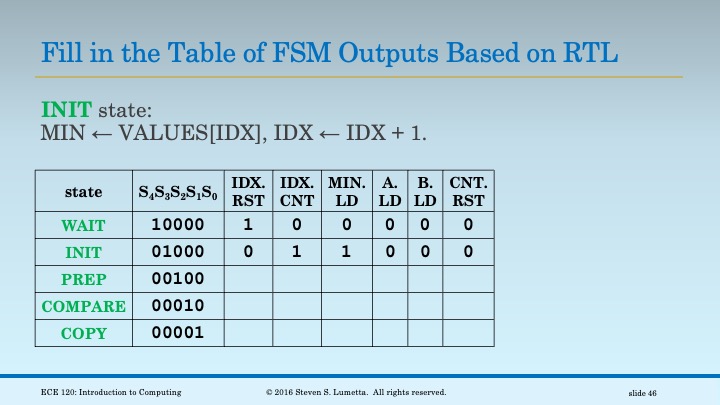 Fill in the Table of FSM Outputs Based on RTL
INIT state:
MIN ← VALUES[IDX], IDX ← IDX + 1.
state S₄S₃S₂S₁S₀ IDX. RST IDX. CNT MIN. LD A. LD B. LD CNT. RST
WAIT 10000 1 0 0 0 0 0
INIT 01000 0 1 1 0 0 0
PREP 00100
COMPARE 00010
COPY 00001
ECE 120: Introduction to Computing © 2016 Steven S. Lumetta. All rights reserved. slide 46